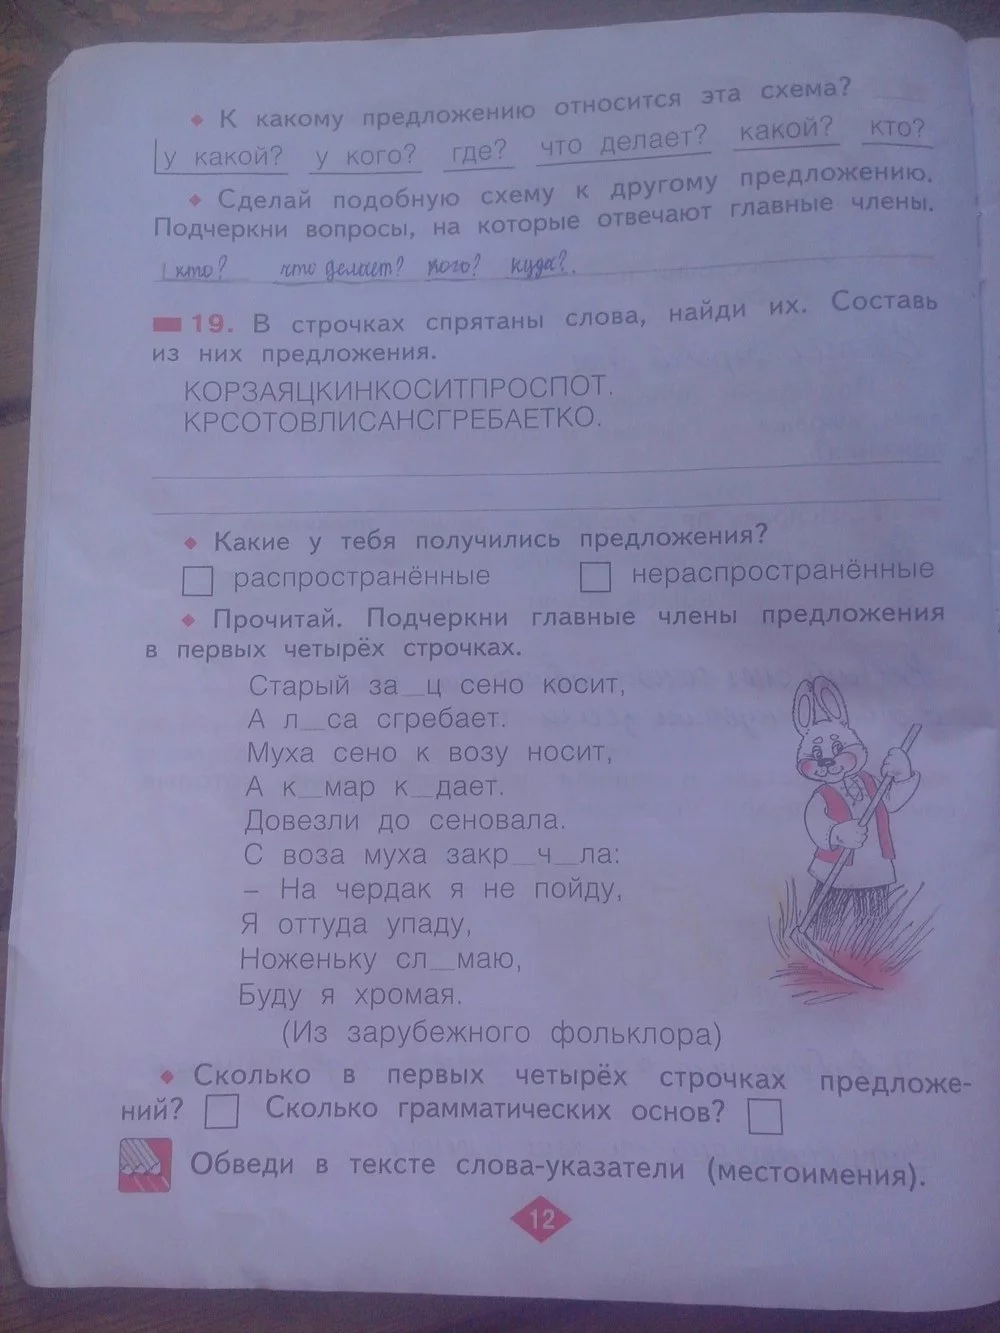 К какому предложению относится эта схема?
у какой? у кого? где? что делает? какой? кто?
Сделай подобную схему к другому предложению.
Подчеркни вопросы, на которые отвечают главные члены.
кто? что делает? кого? куда?.
19. В строчках спрятаны слова, найди их. Составь
из них предложения.
КОРЗАЯЦКИНКОСИТПРОСПОТ.
КРСОТОВЛИСАНСГРЕБАЕТКО.
Какие у тебя получились предложения?
распространённые нераспространённые
Прочитай. Подчеркни главные члены предложения
в первых четырёх строчках.
Старый за_ц сено косит,
А л_са сгребает.
Муха сено к возу носит,
А к_мар к_дает.
Довезли до сеновала.
С воза муха закр_ч_ла:
– На чердак я не пойду,
Я оттуда упаду,
Ноженьку сл_маю,
Буду я хромая.
(Из зарубежного фольклора)
Сколько в первых четырёх строчках предложе-
ний? Сколько грамматических основ?
Обведи в тексте слова-указатели (местоимения).
12